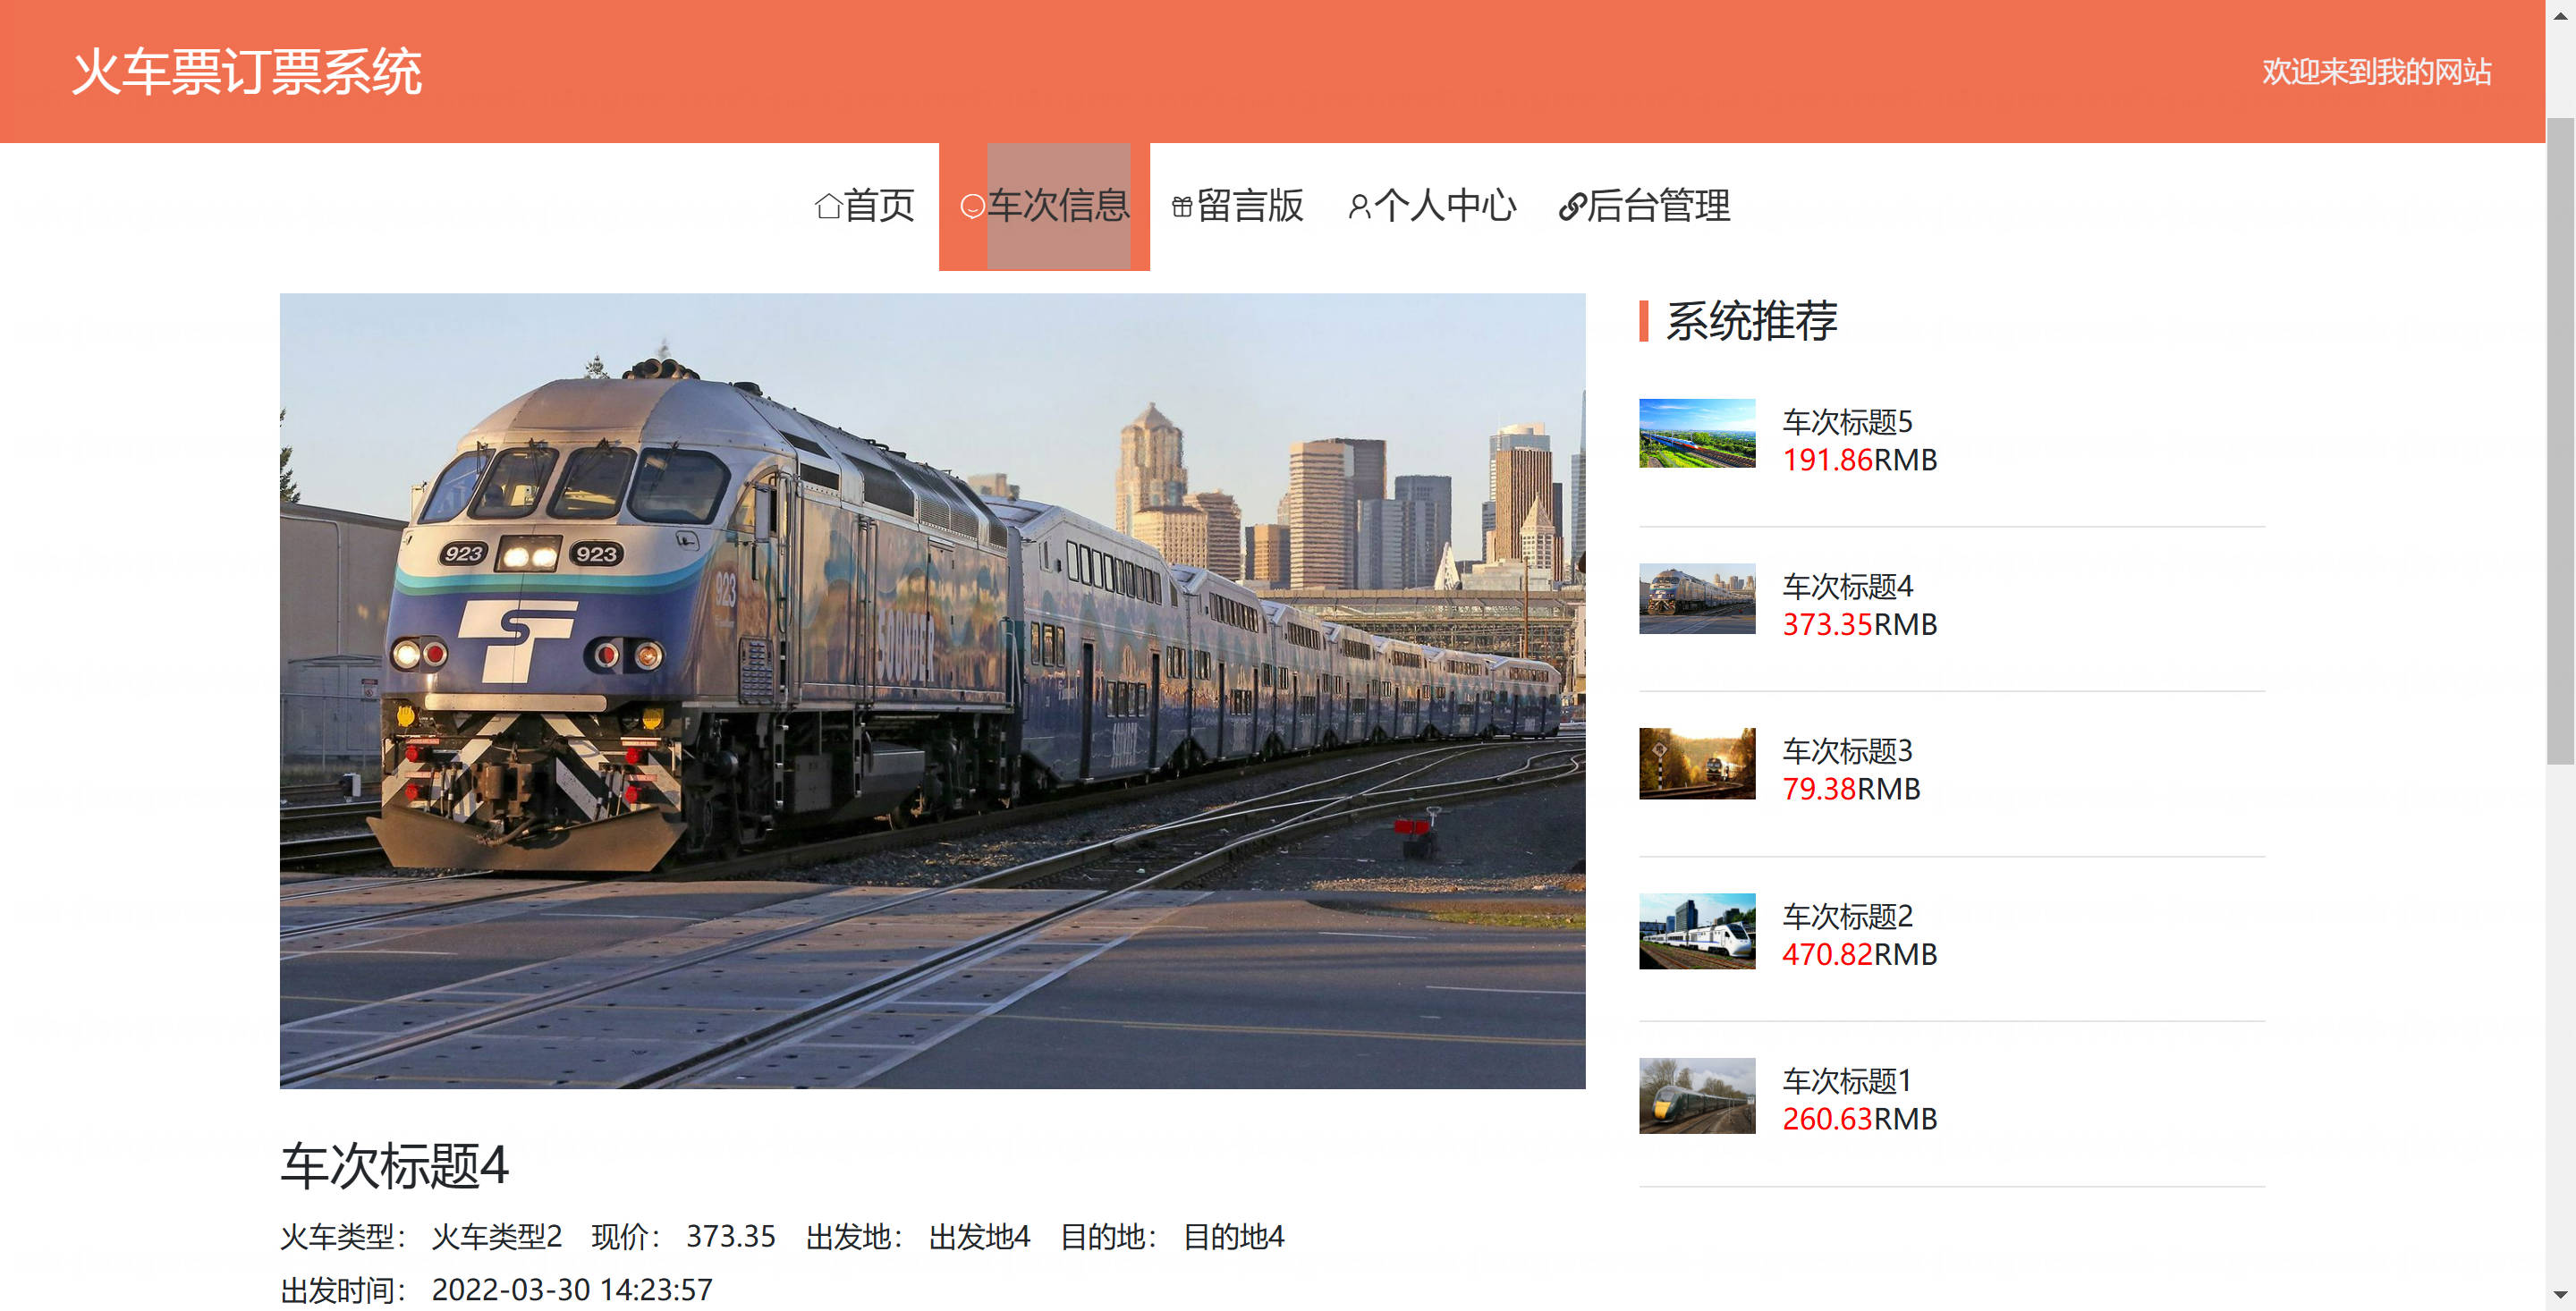 火车票订票系统
欢迎来到我的网站
首页 车次信息 留言版 个人中心 后台管理
923 923
923
SOUNDER
系统推荐
车次标题5
191.86RMB
车次标题4
373.35RMB
车次标题3
79.38RMB
车次标题2
470.82RMB
车次标题1
260.63RMB
车次标题4
火车类型： 火车类型2 现价： 373.35 出发地： 出发地4 目的地： 目的地4
出发时间： 2022-03-30 14:23:57